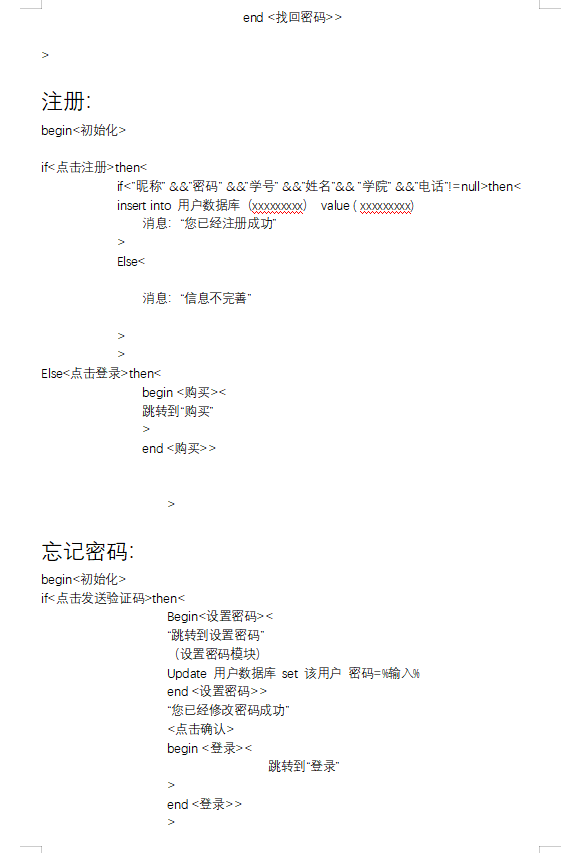 end <找回密码>>
>
注册:
begin<初始化>
if<点击注册>then<
if<"昵称" &&"密码" &&"学号" &&"姓名"&& "学院" &&"电话"!=null>then<
insert into 用户数据库（xxxxxxxxx） value ( xxxxxxxxx)
消息：“您已经注册成功”
>
Else<
消息：“信息不完善”
>
>
Else<点击登录>then<
begin <购买><
跳转到“购买”
>
end <购买>>
>
忘记密码:
begin<初始化>
if<点击发送验证码>then<
Begin<设置密码><
“跳转到设置密码”
（设置密码模块）
Update 用户数据库 set 该用户 密码=%输入%
end <设置密码>>
“您已经修改密码成功”
<点击确认>
begin <登录><
跳转到“登录”
>
end <登录>>
>